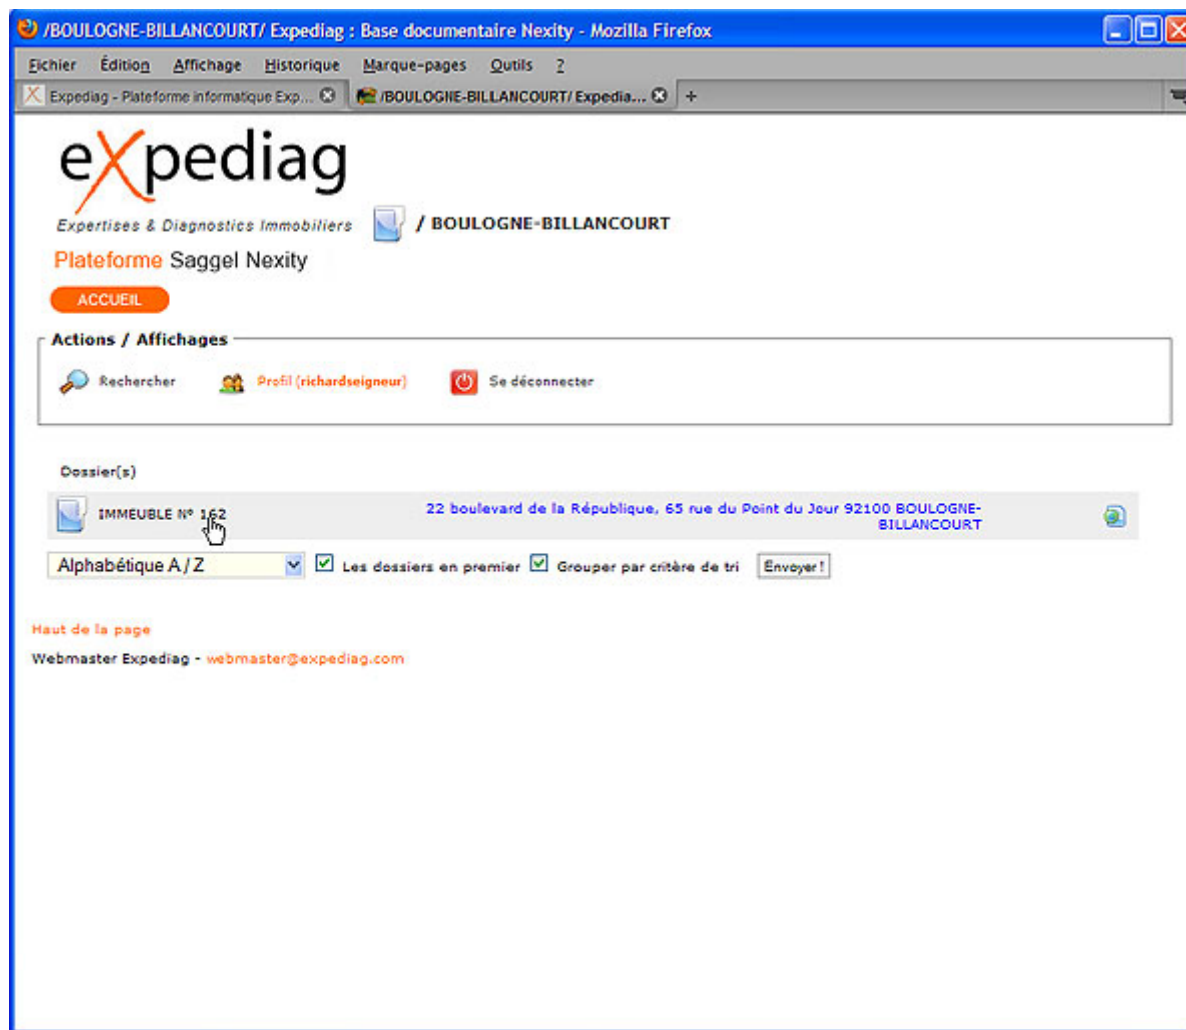 /BOULOGNE-BILLANCOURT/ Expediag : Base documentaire Nexity - Mozilla Firefox
Fichier Édition Affichage Historique Marque-pages Outils ?
Expediag - Plateforme informatique Exp... /BOULOGNE-BILLANCOURT/ Expedia... +
eXpediag
Expertises & Diagnostics Immobiliers / BOULOGNE-BILLANCOURT
Plateforme Saggel Nexity
ACCUEIL
Actions / Affichages
Rechercher Profil (richardseigneur) Se déconnecter
Dossier(s)
IMMEUBLE N° 162 22 boulevard de la République, 65 rue du Point du Jour 92100 BOULOGNE-
BILLANCOURT
Alphabétique A / Z Les dossiers en premier Grouper par critère de tri Envoyer !
Haut de la page
Webmaster Expediag - webmaster@expediag.com